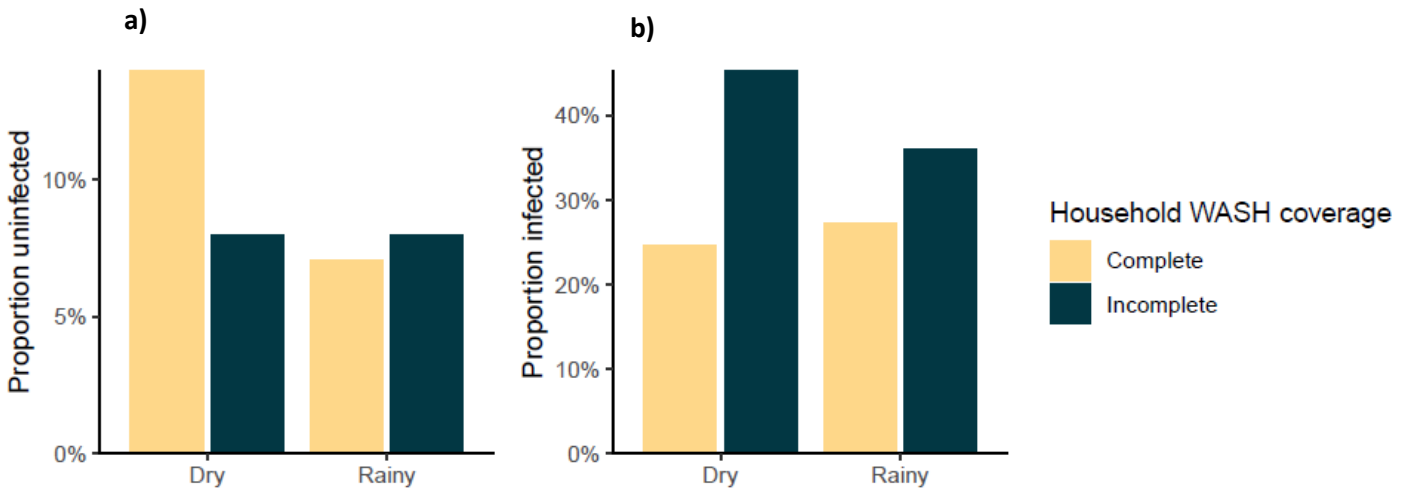 a)
Proportion uninfected
10%
5%
0%
Dry
Rainy
b)
Proportion infected
40%
30%
20%
10%
0%
Dry
Rainy
Household WASH coverage
Complete
Incomplete